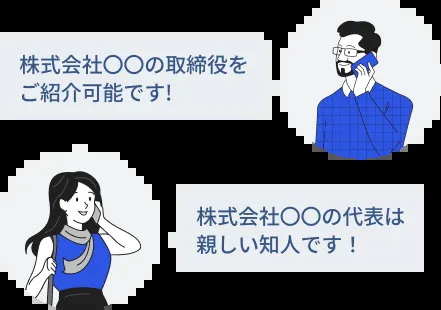 株式会社〇〇の取締役を
ご紹介可能です!
株式会社〇〇の代表は
親しい知人です！